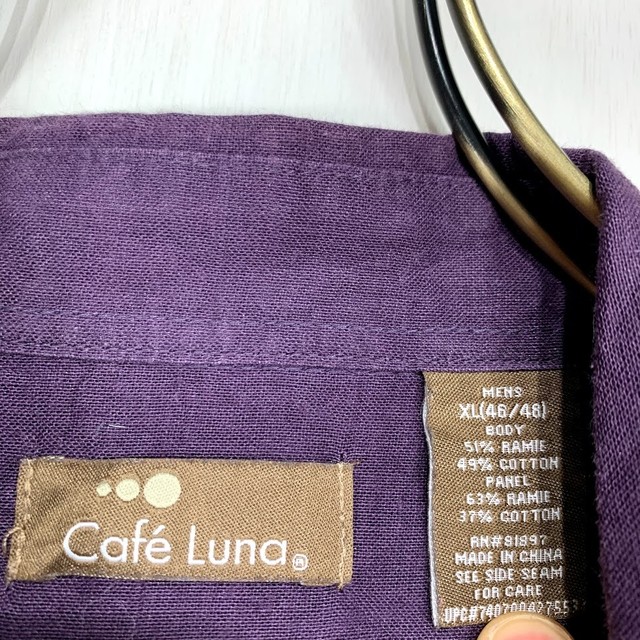 Café Luna®
MENS
XL(46/48)
BODY
51% RAMIE
49% COTTON
PANEL
63% RAMIE
37% COTTON
RN#81997
MADE IN CHINA
SEE SIDE SEAM
FOR CARE